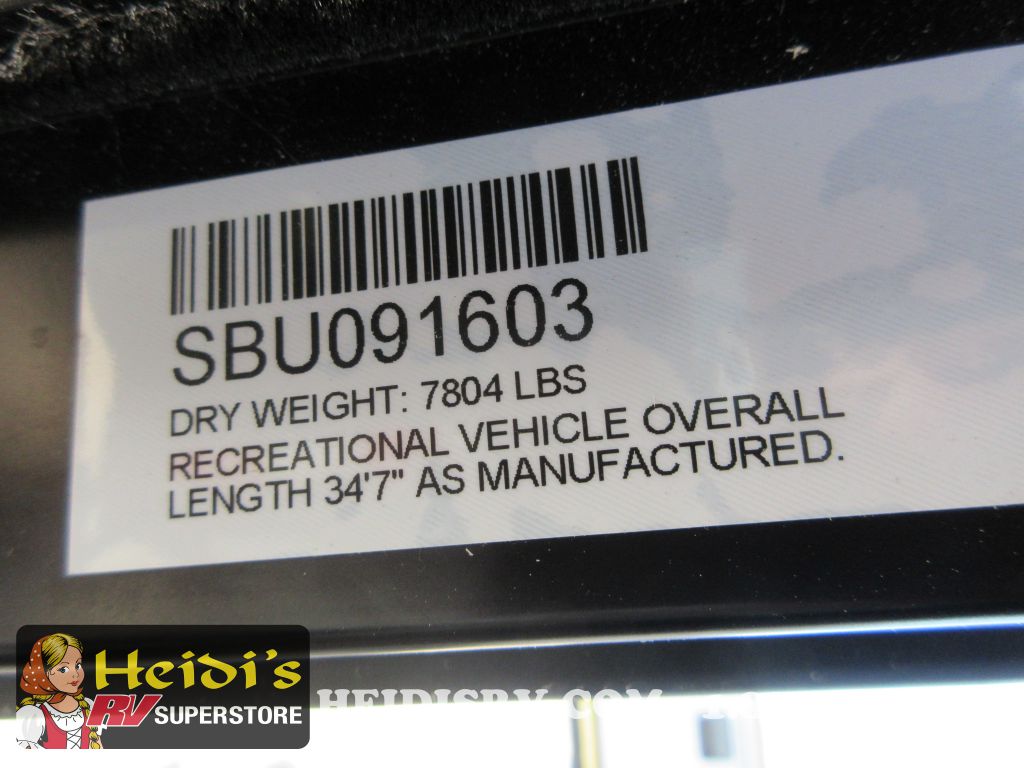 SBU091603
DRY WEIGHT: 7804 LBS
RECREATIONAL VEHICLE OVERALL
LENGTH 34'7" AS MANUFACTURED.
Heidi's
RV SUPERSTORE
HEIDISRV.COM